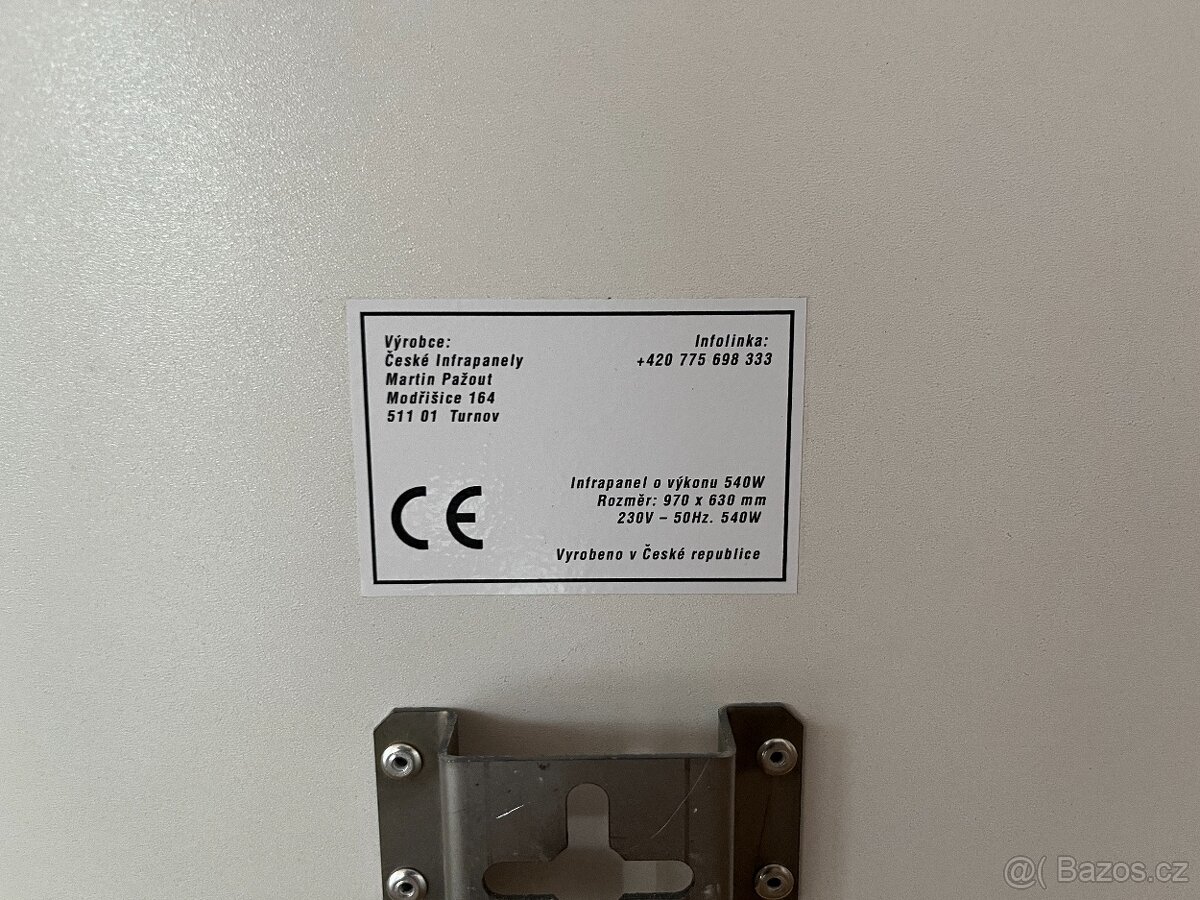 Výrobce:
České Infrapanely
Martin Pažout
Modřišice 164
511 01 Turnov
Infolinka:
+420 775 698 333
CE
Infrapanel o výkonu 540W
Rozměr: 970 x 630 mm
230V – 50Hz. 540W
Vyrobeno v České republice
@( Bazos.cz